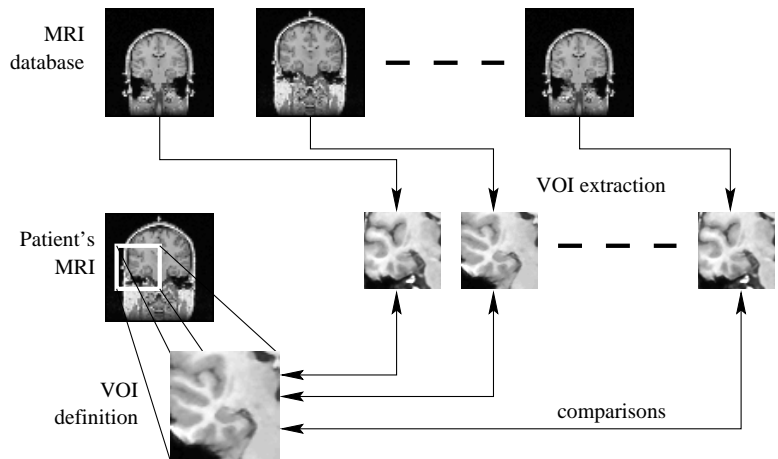 MRI
database
VOI extraction
Patient's
MRI
VOI
definition
comparisons